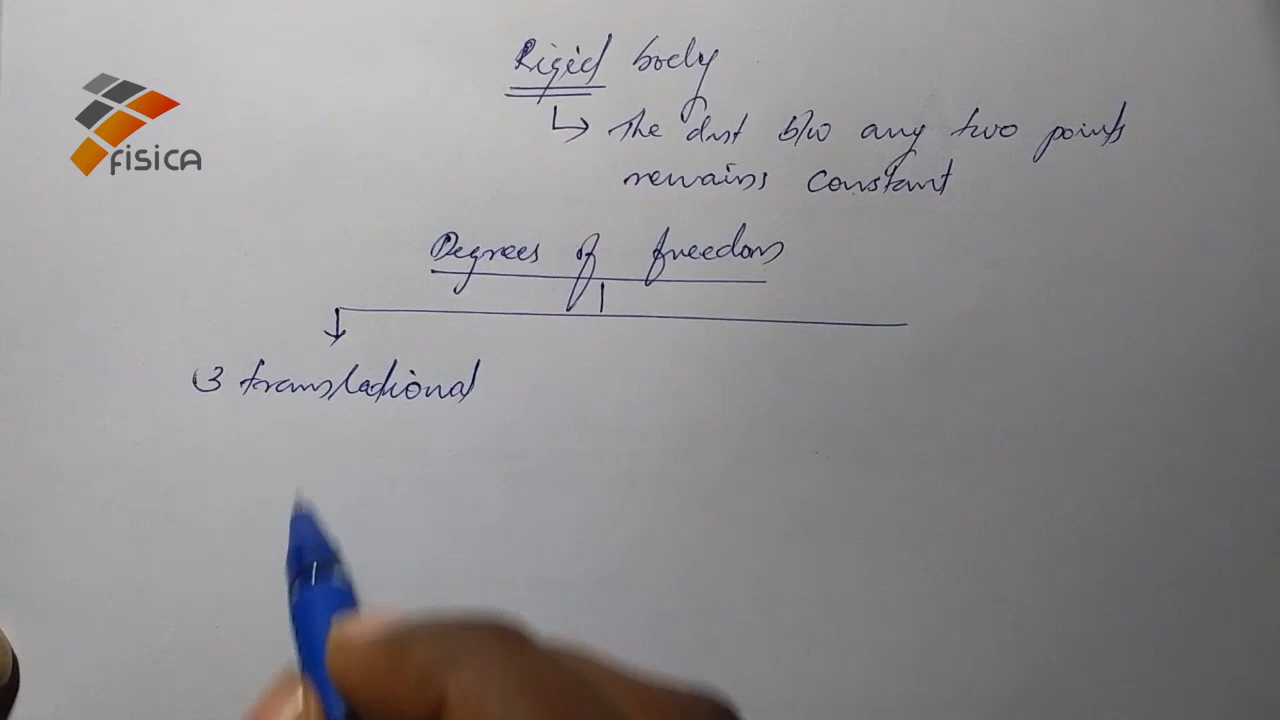 Rigid body
FISICA
↳ The dist b/w any two points
remains constant
Degrees of freedom
3 translational